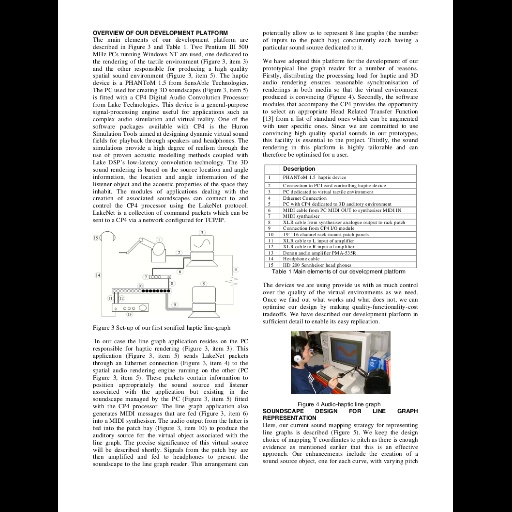 OVERVIEW OF OUR DEVELOPMENT PLATFORM
The main elements of our development platform are
described in Figure 3 and Table 1. Two Pentium III 500
MHz PCs running Windows NT are used, one dedicated to
the rendering of the tactile environment (Figure 3, item 3)
and the other responsible for producing a high quality
spatial sound environment (Figure 3, item 5). The haptic
device is a PHANToM 1.5 from SensAble Technologies.
The PC used for creating 3D soundscapes (Figure 3, item 5)
is fitted with a CP4 Digital Audio Convolution Processor
from Lake Technologies. This device is a general-purpose
signal-processing engine useful for applications such as
complex audio simulation and virtual reality. One of the
software packages available with CP4 is the Huron
Simulation Tools aimed at designing dynamic virtual sound
fields for playback through speakers and headphones. The
simulations provide a high degree of realism through the
use of proven acoustic modelling methods coupled with
Lake DSP's low-latency convolution technology. The 3D
sound rendering is based on the source location and angle
information, the location and angle information of the
listener object and the acoustic properties of the space they
inhabit. The modules of applications dealing with the
creation of associated soundscapes can connect to and
control the CP4 processor using the LakeNet protocol.
LakeNet is a collection of command packets which can be
sent to a CP4 via a network configured for TCP/IP.
Figure 3 Set-up of our first sonified haptic line-graph
In our case the line graph application resides on the PC
responsible for haptic rendering (Figure 3, item 3). This
application (Figure 3, item 3) sends LakeNet packets
through an Ethernet connection (Figure 3, item 4) to the
spatial audio rendering engine running on the other (PC
Figure 3, item 5). These packets contain information to
position appropriately the sound source and listener
associated with the application but existing in the
soundscape managed by the PC (Figure 3, item 5) fitted
with the CP4 processor. The line graph application also
generates MIDI messages that are fed (Figure 3, item 6)
into a MIDI synthesiser. The audio output from the latter is
fed into the patch bay (Figure 3, item 10) to produce the
auditory source for the virtual object associated with the
line graph. The precise significance of this virtual source
will be described shortly. Signals from the patch bay are
then amplified and fed to headphones to present the
soundscape to the line graph reader. This arrangement can
potentially allow us to represent 8 line graphs (the number
of inputs to the patch bay) concurrently each having a
particular sound source dedicated to it.
We have adopted this platform for the development of our
prototypical line graph reader for a number of reasons.
Firstly, distributing the processing load for haptic and 3D
audio rendering ensures reasonable synchronisation of
renderings in both media so that the virtual environment
produced is convincing (Figure 4). Secondly, the software
modules that accompany the CP4 provides the opportunity
to select an appropriate Head Related Transfer Function
[13] from a list of standard ones which can be augmented
with user specific ones. Since we are committed to use
convincing high quality spatial sounds in our prototypes,
this facility is essential to the project. Thirdly, the sound
rendering in this platform is highly tailorable and can
therefore be optimised for a user.
Description
1 PHANToM 1.5 haptic device
2 Connection to PCI card controlling haptic device
3 PC dedicated to virtual tactile environment
4 Ethernet Connection
5 PC with CP4 dedicated to 3D auditory environment
6 MIDI cable from PC MIDI OUT to synthesiser MIDI IN
7 MIDI synthesiser
8 XLR cable from synthesiser analogue output to rack patch
9 Connection from CP4 I/O module
10 19" 16 channel rack mount patch panels
11 XLR cable to L input of amplifier
12 XLR cable to R input of amplifier
13 Denon audio amplifier PMA-535R
14 Headphone cable
15 HD 200 Sennheiser head phones
Table 1 Main elements of our development platform
The devices we are using provide us with as much control
over the quality of the virtual environments as we need.
Once we find out what works and what does not, we can
optimise our design by making quality-functionality-cost
tradeoffs. We have described our development platform in
sufficient detail to enable its easy replication.
Figure 4 Audio-haptic line graph
SOUNDSCAPE DESIGN FOR LINE GRAPH
REPRESENTATION
Here, our current sound mapping strategy for representing
line graphs is described (Figure 5). We keep the design
choice of mapping Y coordinates to pitch as there is enough
evidence as mentioned earlier that this is an effective
approach. Our enhancements include the creation of a
sound source object, one for each curve, with varying pitch